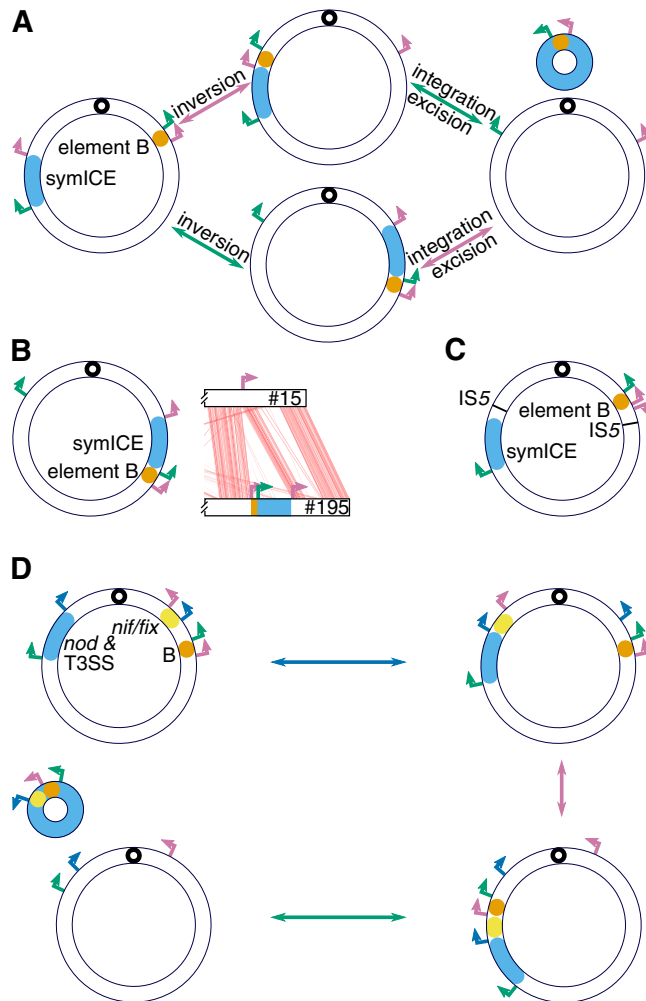 A
inversion
integration
excision
element B
symICE
inversion
integration
excision
B
symICE
element B
#15
#195
C
IS5
element B
IS5
symICE
D
nod &
T3SS
nif/fix
B